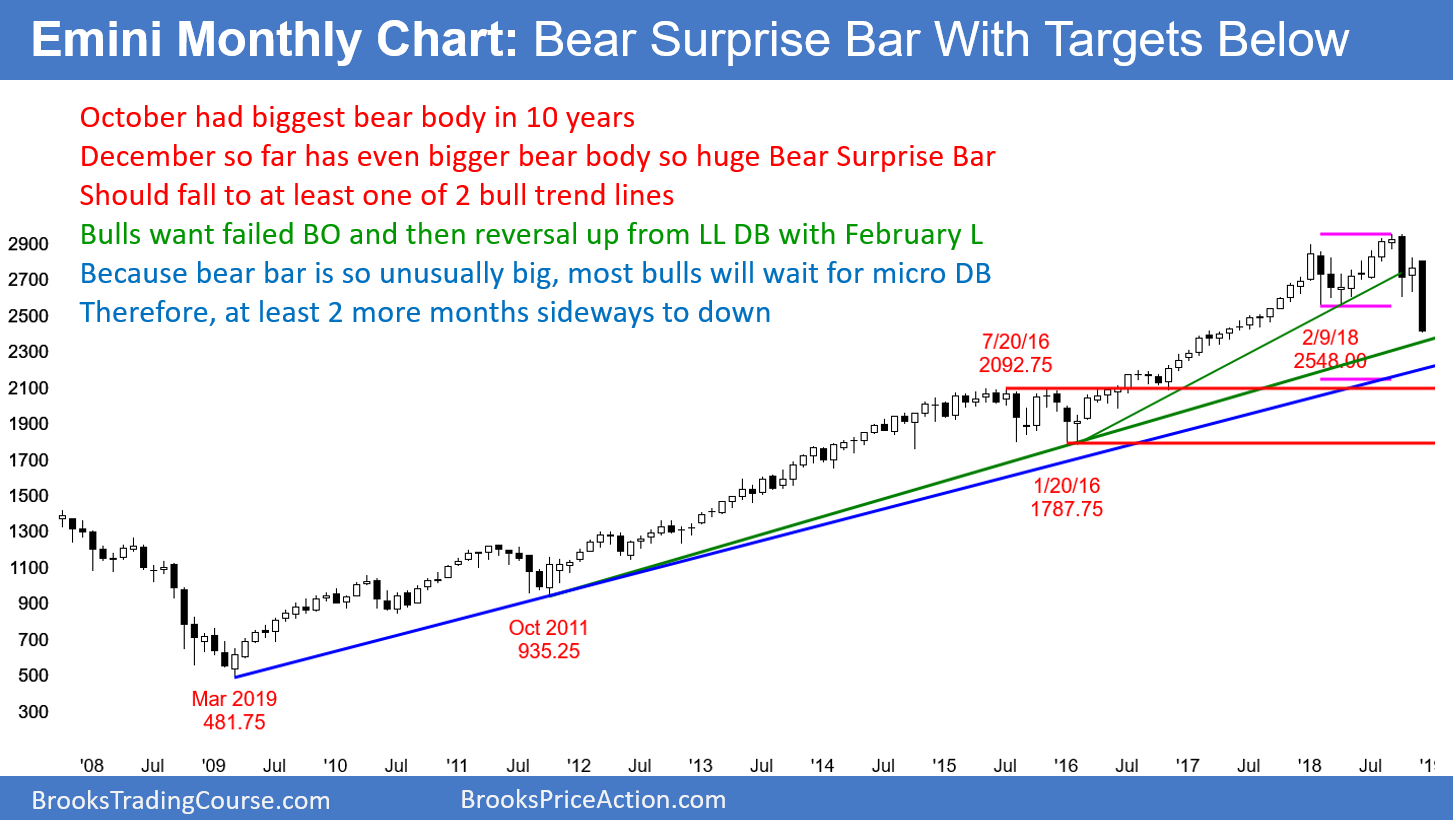 Emini Monthly Chart: Bear Surprise Bar With Targets Below
October had biggest bear body in 10 years
December so far has even bigger bear body so huge Bear Surprise Bar
Should fall to at least one of 2 bull trend lines
Bulls want failed BO and then reversal up from LL DB with February L
Because bear bar is so unusually big, most bulls will wait for micro DB
Therefore, at least 2 more months sideways to down
2900
2700
2500
2300
2100
1900
1700
1500
1300
1100
900
700
500
300
7/20/16
2092.75
2/9/18
2548.00
1/20/16
1787.75
Oct 2011
935.25
Mar 2019
481.75
'08 Jul '09 Jul '10 Jul '11 Jul '12 Jul '13 Jul '14 Jul '15 Jul '16 Jul '17 Jul '18 Jul
BrooksTradingCourse.com BrooksPriceAction.com